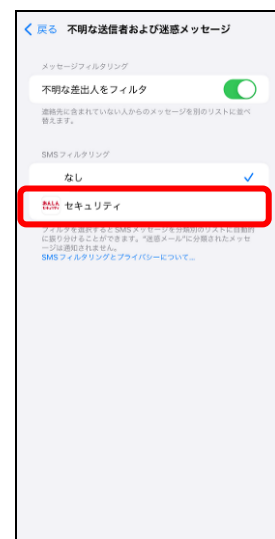 戻る 不明な送信者および迷惑メッセージ
メッセージフィルタリング
不明な差出人をフィルタ
連絡先に含まれていない人からのメッセージを別のリストに並べ
替えます。
SMSフィルタリング
なし
セキュリティ
フィルタを選択するとSMSメッセージを分類別のリストに自動的
に振り分けることができます。"迷惑メール"に分類されたメッセ
ージは通知されません。
SMSフィルタリングとプライバシーについて...